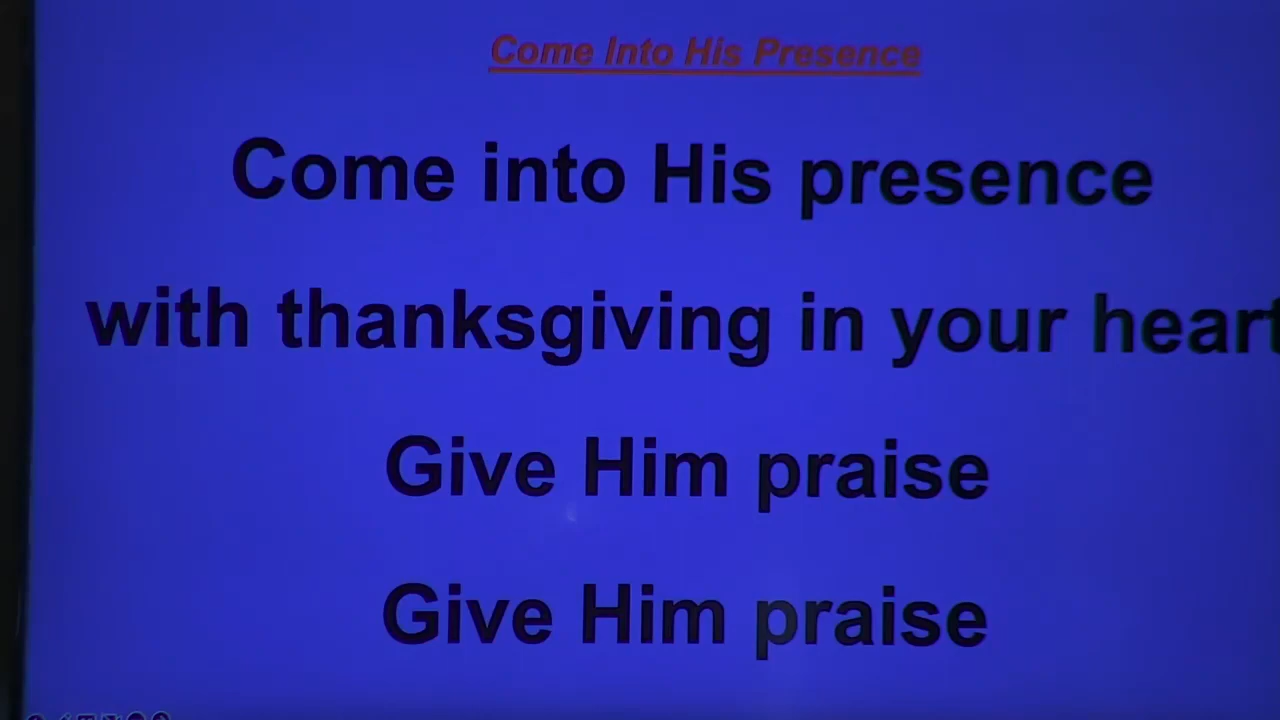 Come Into His Presence
Come into His presence
with thanksgiving in your heart
Give Him praise
Give Him praise